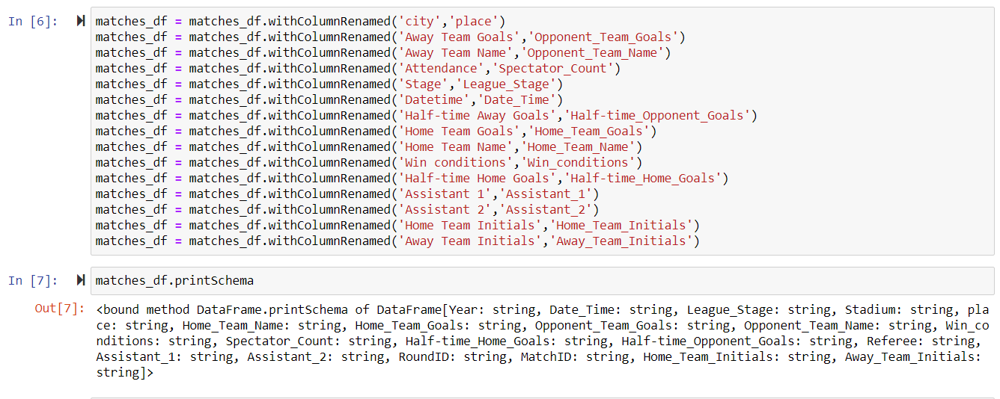 In [6]:
matches_df = matches_df.withColumnRenamed('city','place')
matches_df = matches_df.withColumnRenamed('Away Team Goals','Opponent_Team_Goals')
matches_df = matches_df.withColumnRenamed('Away Team Name','Opponent_Team_Name')
matches_df = matches_df.withColumnRenamed('Attendance','Spectator_Count')
matches_df = matches_df.withColumnRenamed('Stage','League_Stage')
matches_df = matches_df.withColumnRenamed('Datetime','Date_Time')
matches_df = matches_df.withColumnRenamed('Half-time Away Goals','Half-time_Opponent_Goals')
matches_df = matches_df.withColumnRenamed('Home Team Goals','Home_Team_Goals')
matches_df = matches_df.withColumnRenamed('Home Team Name','Home_Team_Name')
matches_df = matches_df.withColumnRenamed('Win conditions','Win_conditions')
matches_df = matches_df.withColumnRenamed('Half-time Home Goals','Half-time_Home_Goals')
matches_df = matches_df.withColumnRenamed('Assistant 1','Assistant_1')
matches_df = matches_df.withColumnRenamed('Assistant 2','Assistant_2')
matches_df = matches_df.withColumnRenamed('Home Team Initials','Home_Team_Initials')
matches_df = matches_df.withColumnRenamed('Away Team Initials','Away_Team_Initials')
In [7]:
matches_df.printSchema
Out[7]:
<bound method DataFrame.printSchema of DataFrame[Year: string, Date_Time: string, League_Stage: string, Stadium: string, pla
ce: string, Home_Team_Name: string, Home_Team_Goals: string, Opponent_Team_Goals: string, Opponent_Team_Name: string, Win_co
nditions: string, Spectator_Count: string, Half-time_Home_Goals: string, Half-time_Opponent_Goals: string, Referee: string,
Assistant_1: string, Assistant_2: string, RoundID: string, MatchID: string, Home_Team_Initials: string, Away_Team_Initials:
string]>